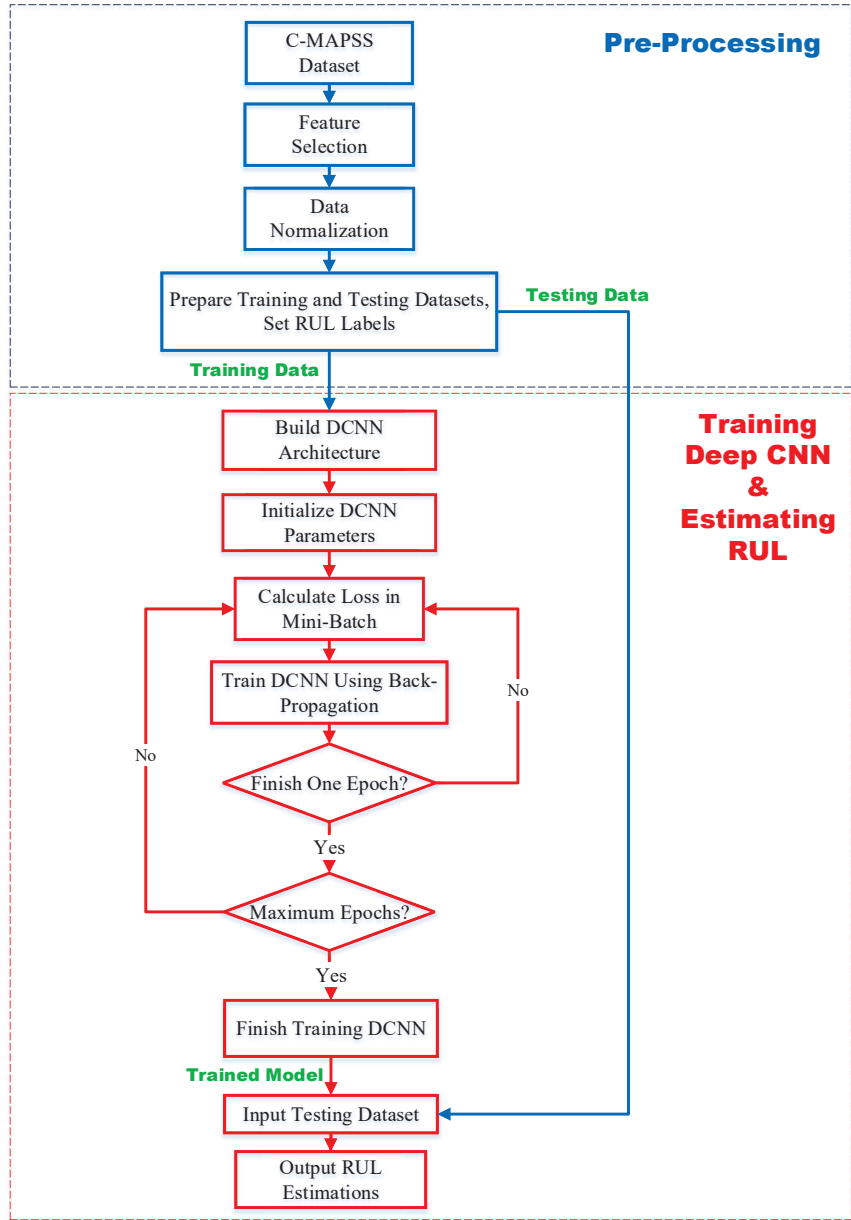 Pre-Processing
C-MAPSS
Dataset
Feature
Selection
Data
Normalization
Prepare Training and Testing Datasets,
Set RUL Labels
Testing Data
Training Data
Training
Deep CNN
&
Estimating
RUL
Build DCNN
Architecture
Initialize DCNN
Parameters
Calculate Loss in
Mini-Batch
Train DCNN Using Back-
Propagation
No
No
Finish One Epoch?
Yes
Maximum Epochs?
Yes
Finish Training DCNN
Trained Model
Input Testing Dataset
Output RUL
Estimations